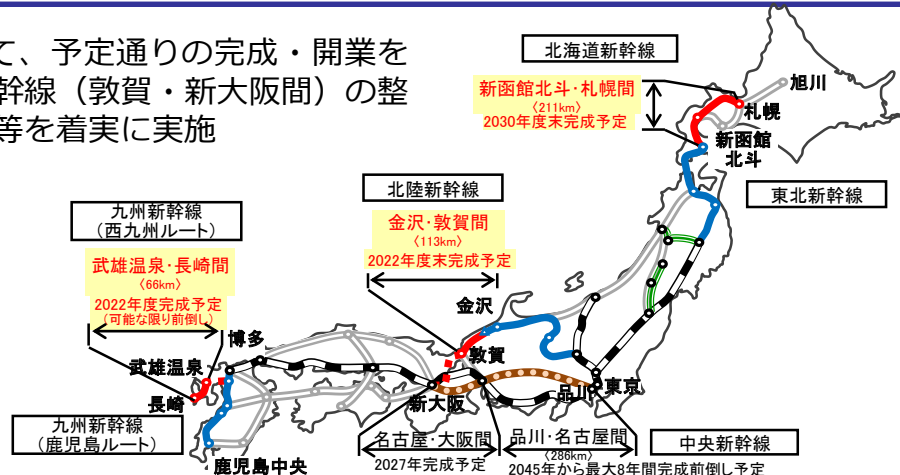 て、予定通りの完成・開業を
幹線（敦賀・新大阪間）の整
等を着実に実施
北海道新幹線
新函館北斗・札幌間
〈211km〉
2030年度末完成予定
旭川
札幌
新函館
北斗
東北新幹線
北陸新幹線
金沢・敦賀間
〈113km〉
2022年度末完成予定
九州新幹線
（西九州ルート）
武雄温泉・長崎間
〈66km〉
2022年度完成予定
（可能な限り前倒し）
金沢
博多
敦賀
武雄温泉
長崎
新大阪
品川
東京
九州新幹線
（鹿児島ルート）
鹿児島中央
名古屋・大阪間
2027年完成予定
品川・名古屋間
〈286km〉
2045年から最大8年間完成前倒し予定
中央新幹線